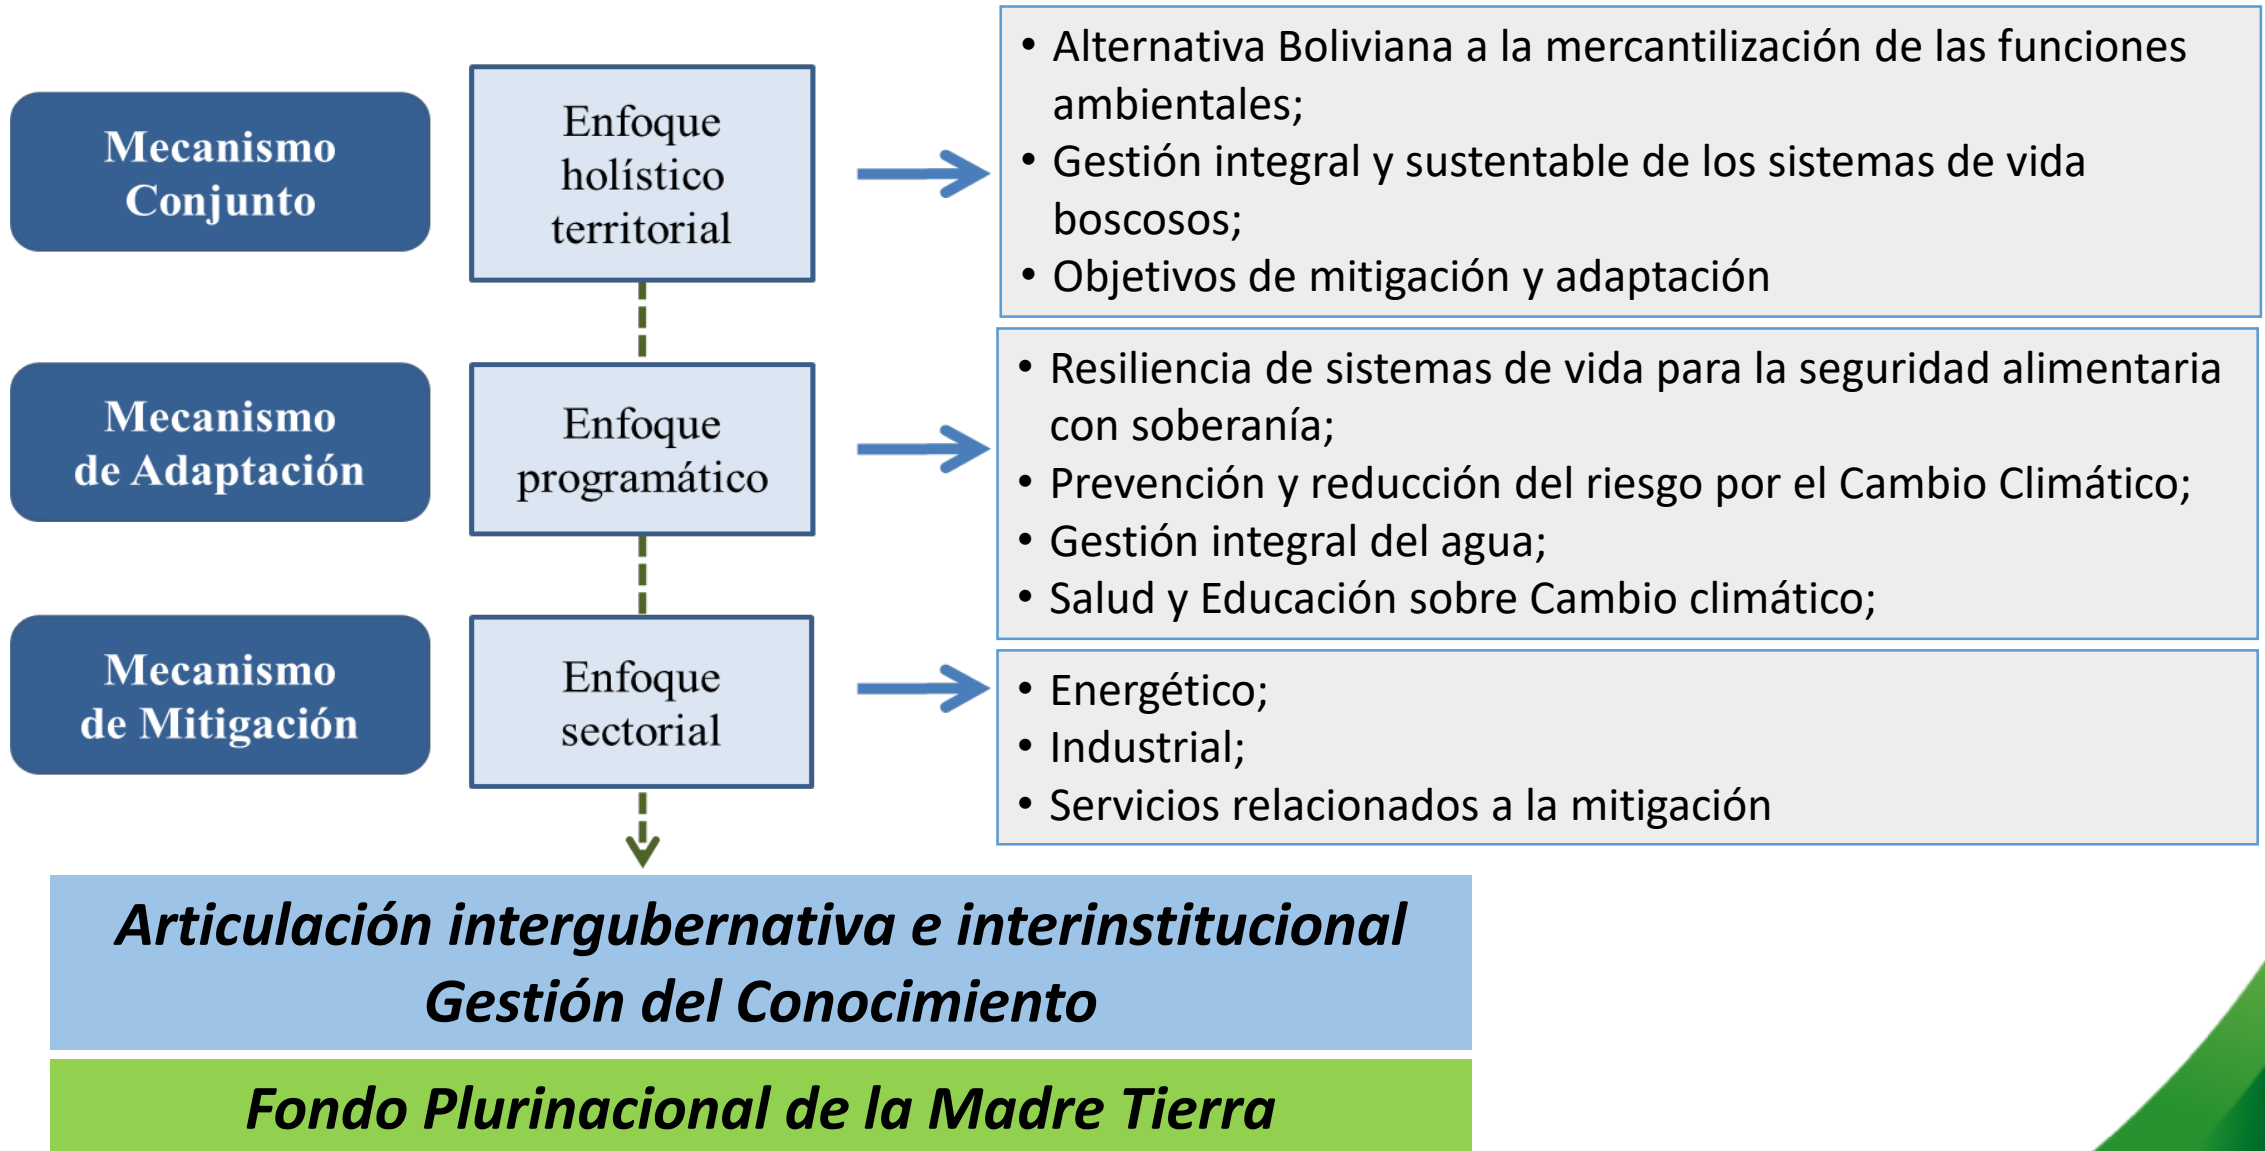 Mecanismo
Conjunto
Enfoque
holístico
territorial
• Alternativa Boliviana a la mercantilización de las funciones
ambientales;
• Gestión integral y sustentable de los sistemas de vida
boscosos;
• Objetivos de mitigación y adaptación
Mecanismo
de Adaptación
Enfoque
programático
• Resiliencia de sistemas de vida para la seguridad alimentaria
con soberanía;
• Prevención y reducción del riesgo por el Cambio Climático;
• Gestión integral del agua;
• Salud y Educación sobre Cambio climático;
Mecanismo
de Mitigación
Enfoque
sectorial
• Energético;
• Industrial;
• Servicios relacionados a la mitigación
Articulación intergubernativa e interinstitucional
Gestión del Conocimiento
Fondo Plurinacional de la Madre Tierra